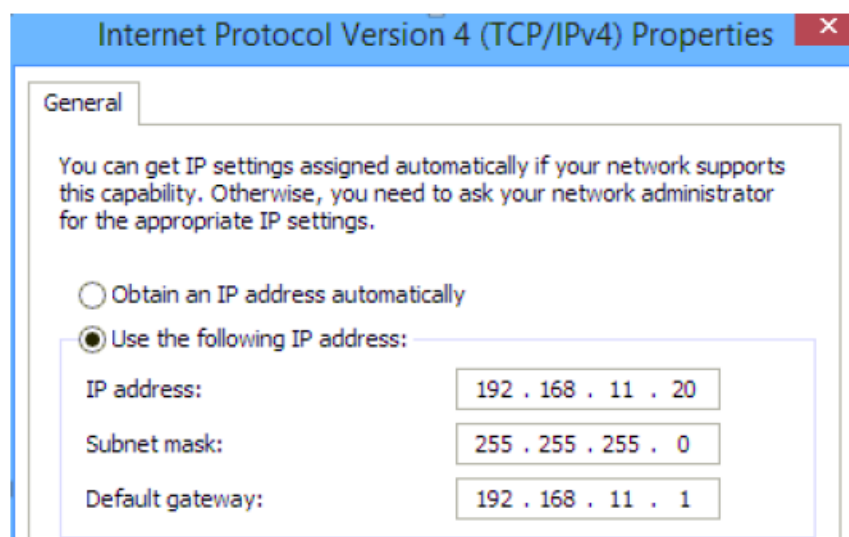 Internet Protocol Version 4 (TCP/IPv4) Properties
General
You can get IP settings assigned automatically if your network supports
this capability. Otherwise, you need to ask your network administrator
for the appropriate IP settings.
Obtain an IP address automatically
Use the following IP address:
IP address: 192 . 168 . 11 . 20
Subnet mask: 255 . 255 . 255 . 0
Default gateway: 192 . 168 . 11 . 1